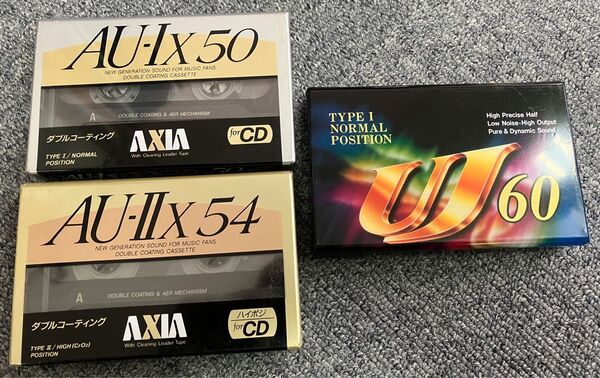 AU-Ix 50
NEW GENERATION SOUND FOR MUSIC FANS
DOUBLE COATING CASSETTE
A DOUBLE COATING & AER MECHANISM
ダブルコーティング
AXIA
for CD
TYPE I / NORMAL
POSITION
With Cleaning Leader Tape
AU-IIx 54
NEW GENERATION SOUND FOR MUSIC FANS
DOUBLE COATING CASSETTE
A DOUBLE COATING & AER MECHANISM
ダブルコーティング
AXIA
ハイポジ
for CD
TYPE II / HIGH (CrO2)
POSITION
With Cleaning Leader Tape
TYPE I
NORMAL
POSITION
High Precise Half
Low Noise-High Output
Pure & Dynamic Sound
UJ 60